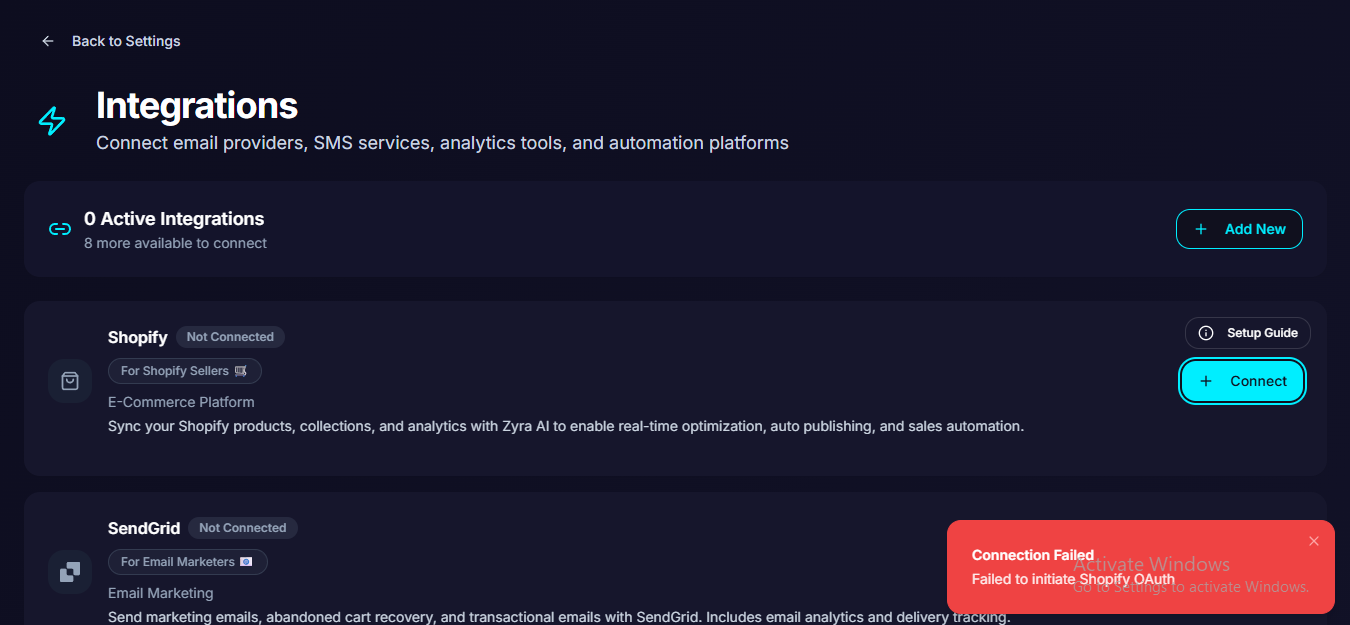 Back to Settings
Integrations
Connect email providers, SMS services, analytics tools, and automation platforms
0 Active Integrations
8 more available to connect
Add New
Shopify
Not Connected
For Shopify Sellers
E-Commerce Platform
Sync your Shopify products, collections, and analytics with Zyra AI to enable real-time optimization, auto publishing, and sales automation.
Setup Guide
Connect
SendGrid
Not Connected
For Email Marketers
Email Marketing
Send marketing emails, abandoned cart recovery, and transactional emails with SendGrid. Includes email analytics and delivery tracking.
Connection Failed
Failed to initiate Shopify OAuth
Activate Windows
Go to Settings to activate Windows.